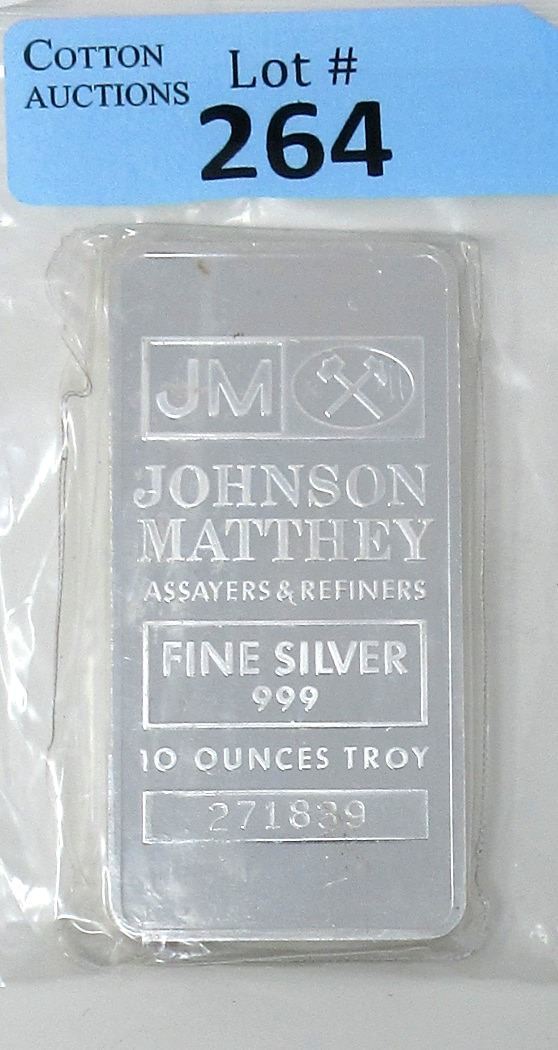 COTTON
AUCTIONS
Lot #
264
JM
JOHNSON
MATTHEY
ASSAYERS & REFINERS
FINE SILVER
999
10 OUNCES TROY
271839